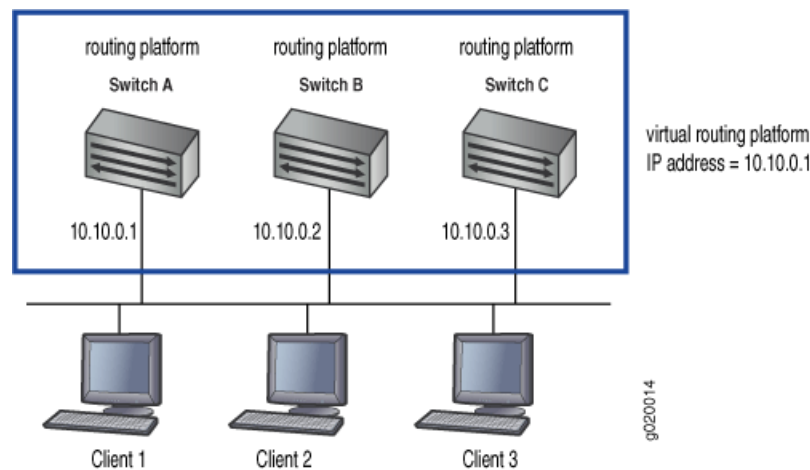 routing platform
Switch A
routing platform
Switch B
routing platform
Switch C
virtual routing platform
IP address = 10.10.0.1
10.10.0.1
10.10.0.2
10.10.0.3
Client 1
Client 2
Client 3
g020014